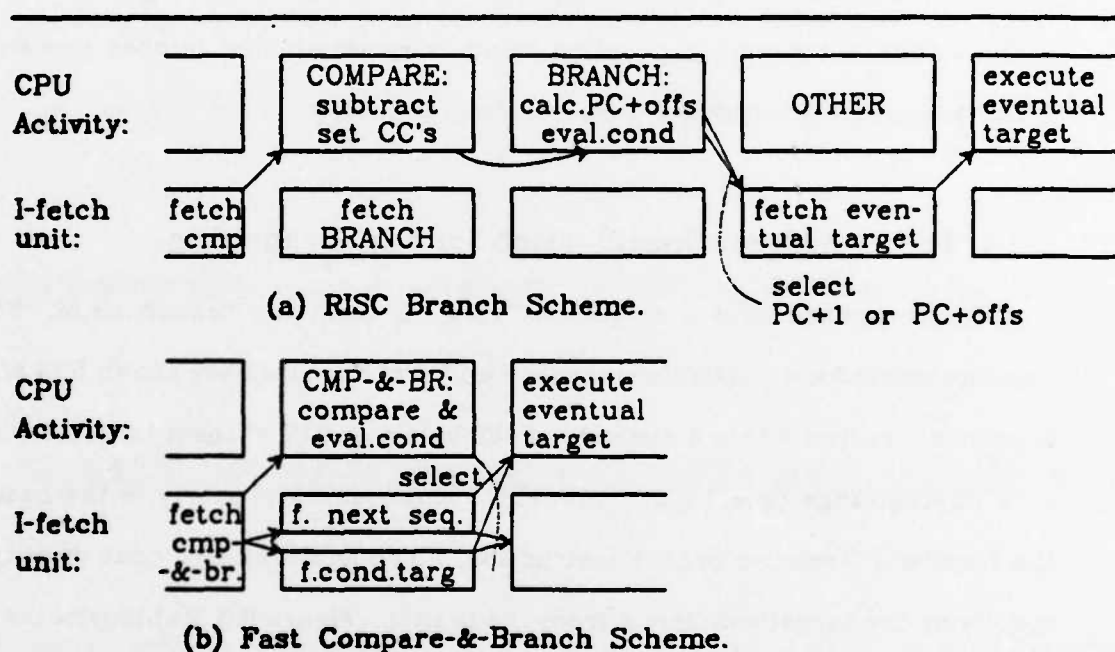 CPU
Activity:
COMPARE:
subtract
set CC's
BRANCH:
calc.PC+offs
eval.cond
OTHER
execute
eventual
target
I-fetch
unit:
fetch
cmp
fetch
BRANCH
fetch even-
tual target
(a) RISC Branch Scheme.
select
PC+1 or PC+offs
CPU
Activity:
CMP-&-BR:
compare &
eval.cond
execute
eventual
target
select
I-fetch
unit:
fetch
cmp
-&-br
f. next seq.
f.cond.targ
(b) Fast Compare-&-Branch Scheme.